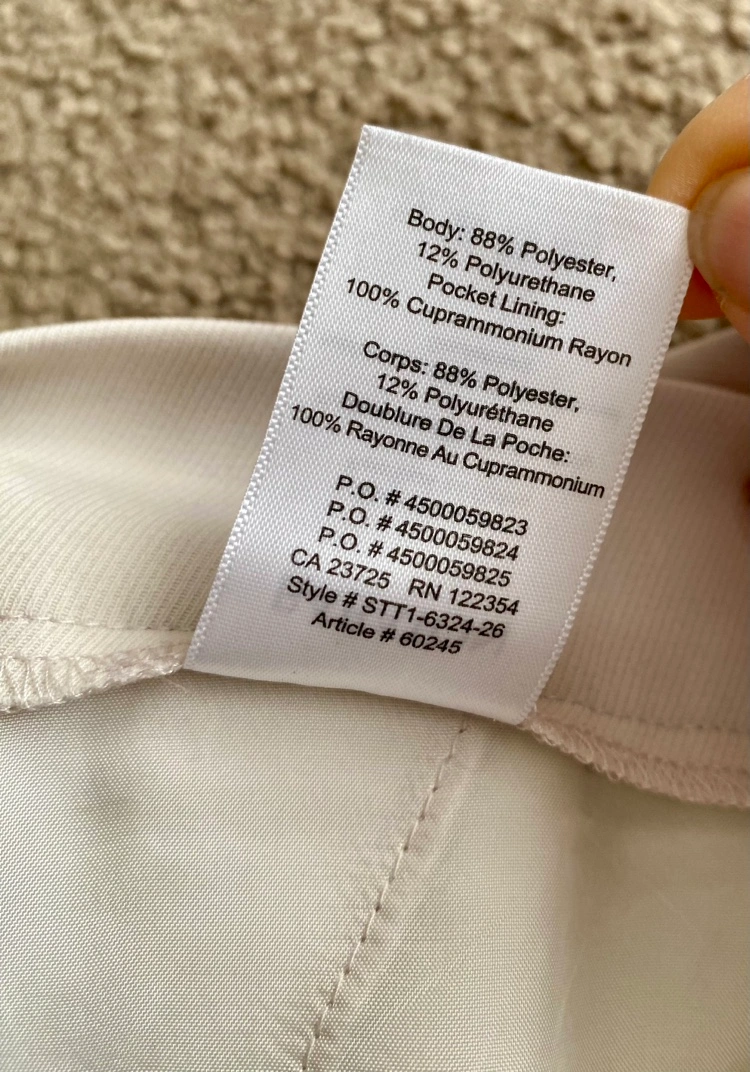 Body: 88% Polyester,
12% Polyurethane
Pocket Lining:
100% Cuprammonium Rayon
Corps: 88% Polyester,
12% Polyuréthane
Doublure De La Poche:
100% Rayonne Au Cuprammonium
P.O. # 4500059823
P.O. # 4500059824
P.O. # 4500059825
CA 23725 RN 122354
Style # STT1-6324-26
Article # 60245